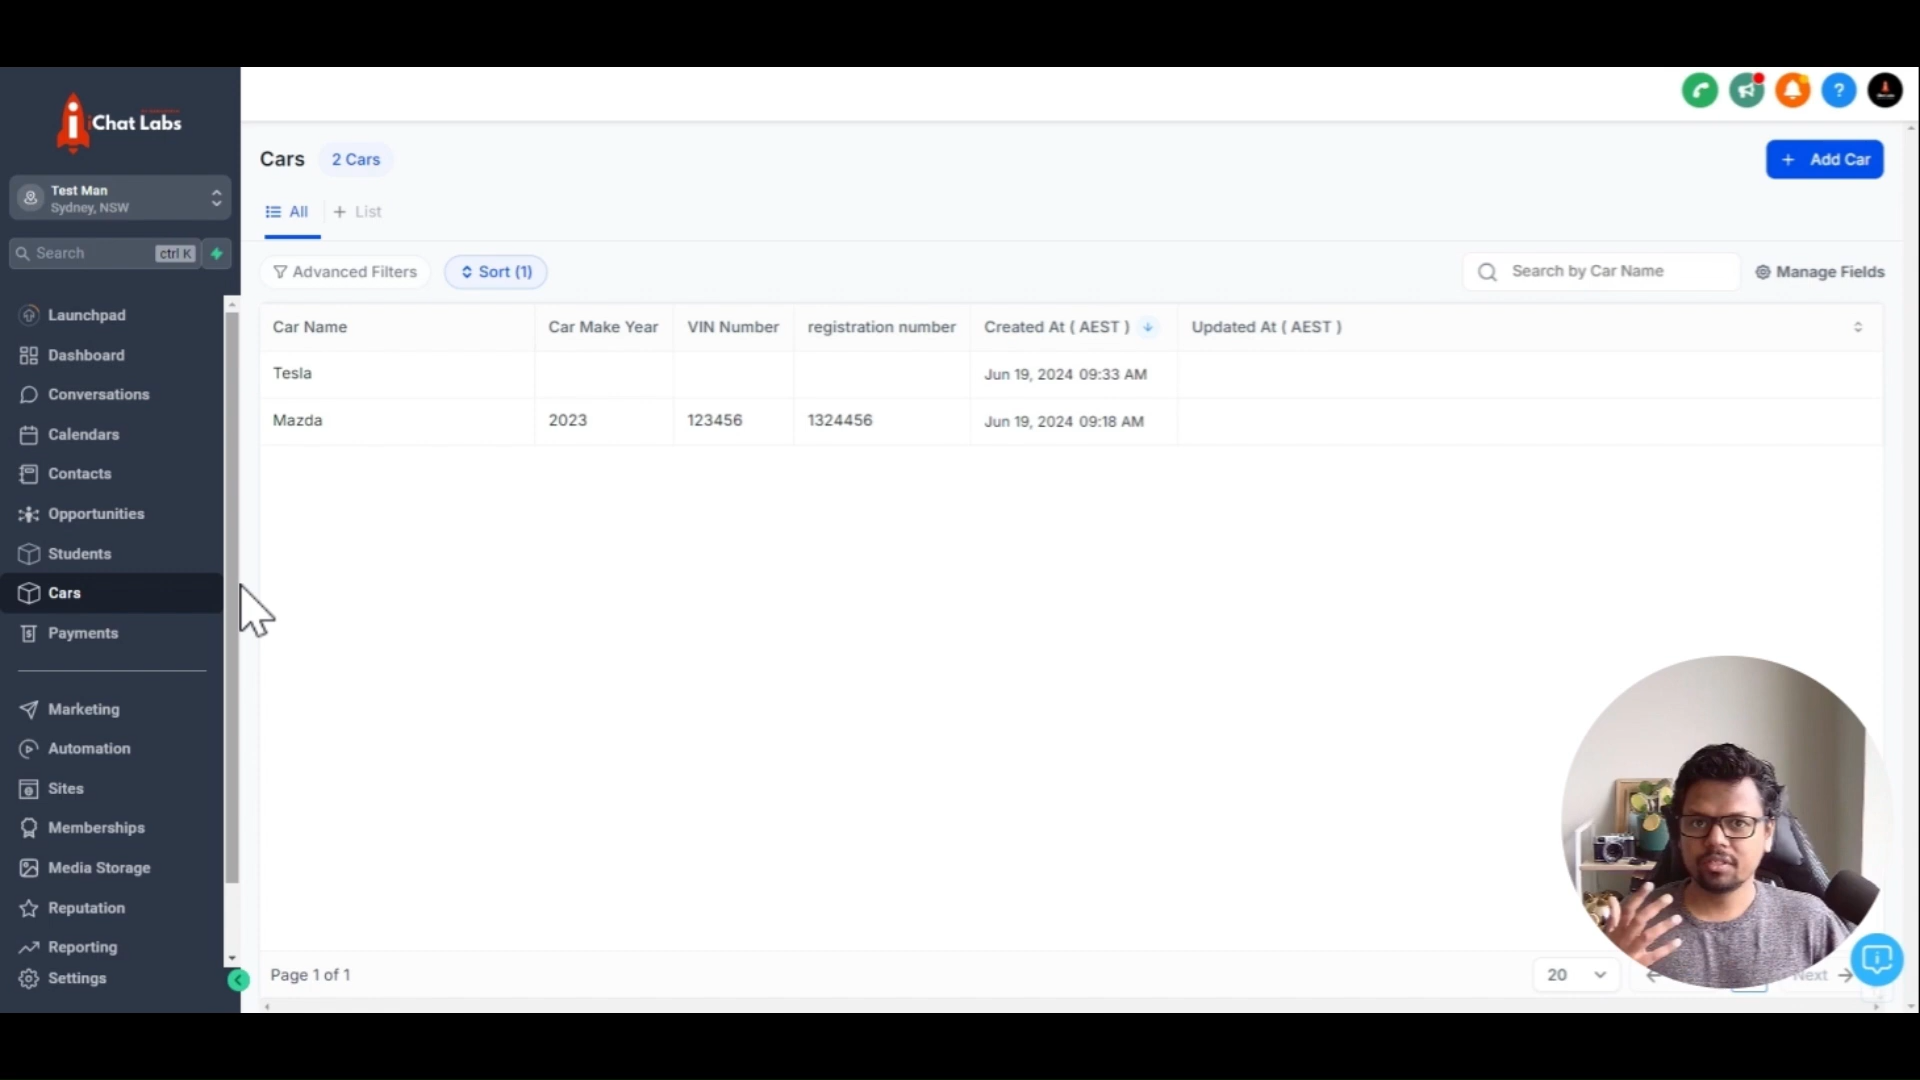 iChat Labs
Test Man
Sydney, NSW
Search
ctrl K
Launchpad
Dashboard
Conversations
Calendars
Contacts
Opportunities
Students
Cars
Payments
Marketing
Automation
Sites
Memberships
Media Storage
Reputation
Reporting
Settings
?
Cars
2 Cars
+ Add Car
All
+ List
Advanced Filters
Sort (1)
Search by Car Name
Manage Fields
Car Name Car Make Year VIN Number registration number Created At ( AEST ) Updated At ( AEST )
Tesla Jun 19, 2024 09:33 AM
Mazda 2023 123456 1324456 Jun 19, 2024 09:18 AM
Page 1 of 1
20
Next